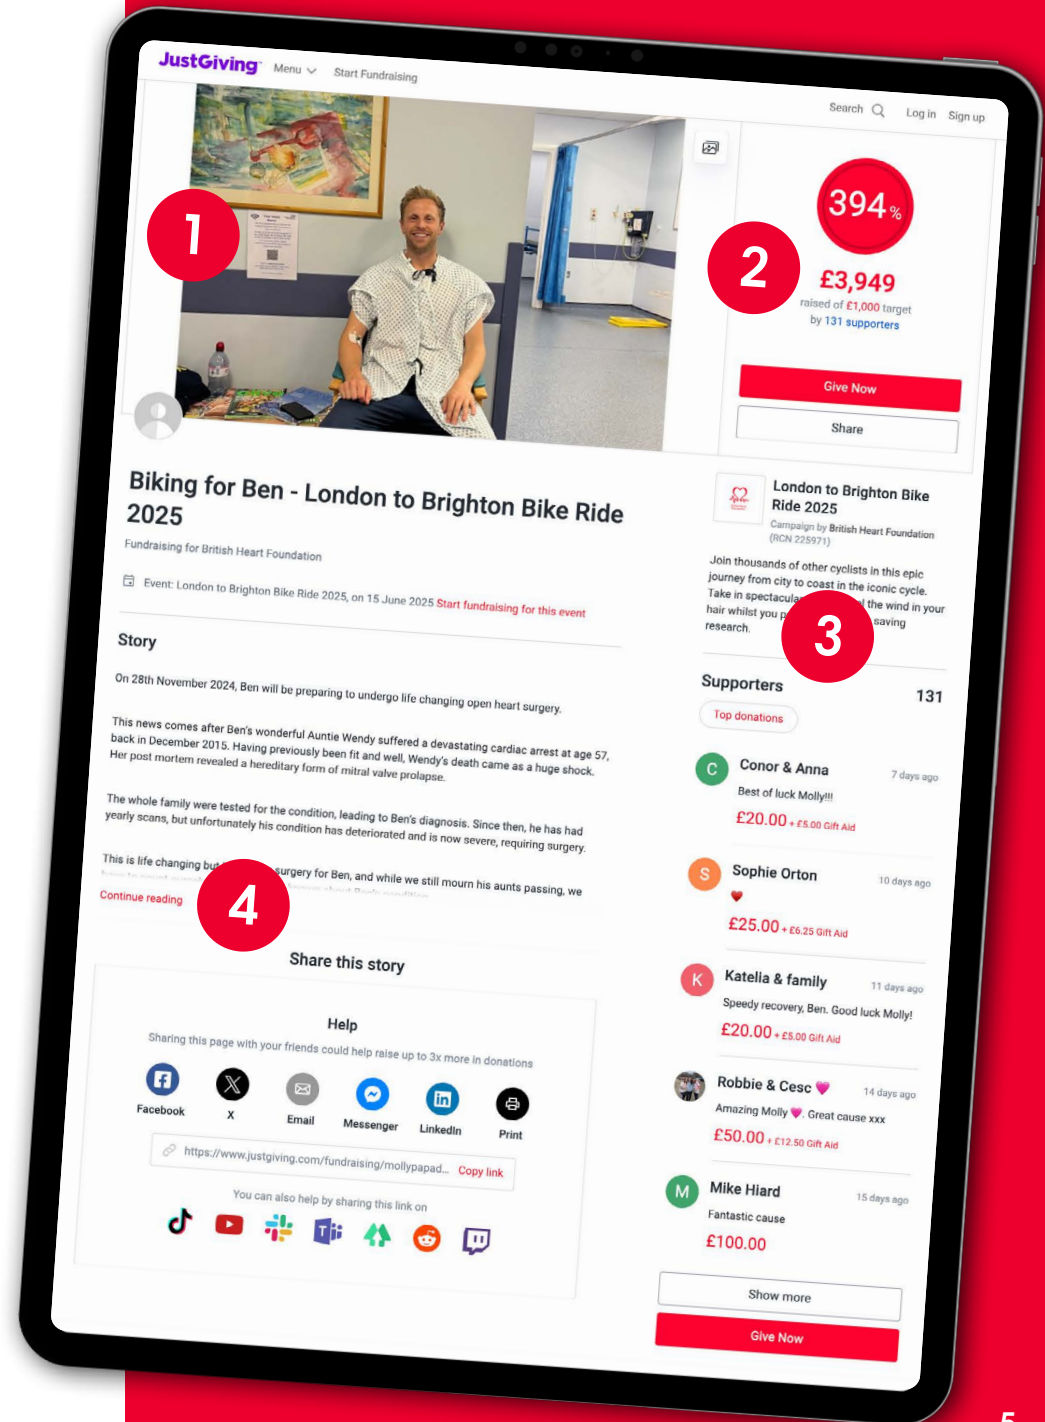 JustGiving
Menu
Start Fundraising
Search
Log in
Sign up
1
2
394%
£3,949
raised of £1,000 target
by 131 supporters
Give Now
Share
Biking for Ben - London to Brighton Bike Ride
2025
Fundraising for British Heart Foundation
Event: London to Brighton Bike Ride 2025, on 15 June 2025 Start fundraising for this event
Story
On 28th November 2024, Ben will be preparing to undergo life changing open heart surgery.
This news comes after Ben's wonderful Auntie Wendy suffered a devastating cardiac arrest at age 57,
back in December 2015. Having previously been fit and well, Wendy's death came as a huge shock.
Her post mortem revealed a hereditary form of mitral valve prolapse.
The whole family were tested for the condition, leading to Ben's diagnosis. Since then, he has had
yearly scans, but unfortunately his condition has deteriorated and is now severe, requiring surgery.
This is life changing but surgery for Ben, and while we still mourn his aunts passing, we
Continue reading
4
Share this story
Help
Sharing this page with your friends could help raise up to 3x more in donations
Facebook
X
Email
Messenger
LinkedIn
Print
https://www.justgiving.com/fundraising/mollypapad... Copy link
You can also help by sharing this link on
London to Brighton Bike
Ride 2025
Campaign by British Heart Foundation
(RCN 225971)
Join thousands of other cyclists in this epic
journey from city to coast in the iconic cycle.
Take in the wind in your
hair whilst you saving
research.
3
Supporters
131
Top donations
C
Conor & Anna
7 days ago
Best of luck Molly!!!
£20.00 + £5.00 Gift Aid
S
Sophie Orton
10 days ago
£25.00 + £6.25 Gift Aid
K
Katelia & family
11 days ago
Speedy recovery, Ben. Good luck Molly!
£20.00 + £5.00 Gift Aid
Robbie & Cesc
14 days ago
Amazing Molly 💗. Great cause xxx
£50.00 + £12.50 Gift Aid
M
Mike Hiard
15 days ago
Fantastic cause
£100.00
Show more
Give Now